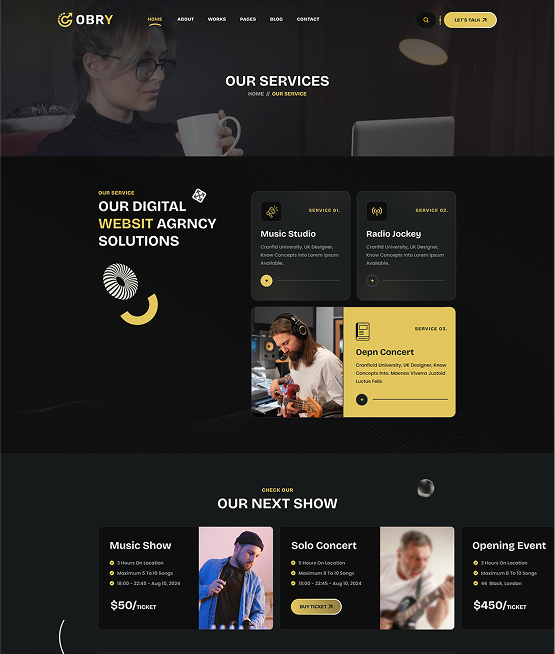 OBRY
HOME ABOUT WORKS PAGES BLOG CONTACT
LET'S TALK
OUR SERVICES
HOME // OUR SERVICE
OUR SERVICE
OUR DIGITAL
WEBSIT AGRNCY
SOLUTIONS
SERVICE 01.
Music Studio
Cranfid University, UK Designer,
Know Concepts Into Lorem Ipsum
Available.
SERVICE 02.
Radio Jockey
Cranfid University, UK Designer,
Know Concepts Into Lorem Ipsum
Available.
SERVICE 03.
Oepn Concert
Cranfield University, UK Designer, Know
Concepts Into. Maenas Viverra Justoid
Luctus Felis
CHECK OUR
OUR NEXT SHOW
Music Show
3 Hours On Location
Maximum 5 To 10 Songs
18:00 - 22:45 - Aug 10, 2024
$50/TICKET
Solo Concert
5 Hours On Location
Maximum 8 To 10 Songs
18:00 - 22:45 - Aug 10, 2024
BUY TICKET
Opening Event
3 Hours On Location
Maximum 8 To 10 Songs
44 Block, London
$450/TICKET